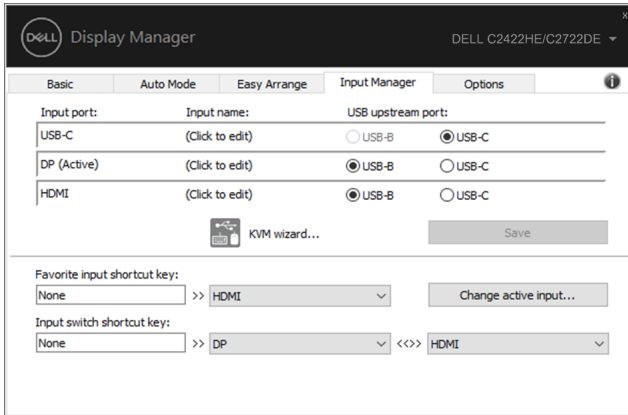 DELL Display Manager DELL C2422HE/C2722DE x
Basic Auto Mode Easy Arrange Input Manager Options i
Input port: Input name: USB upstream port:
USB-C (Click to edit) USB-B USB-C
DP (Active) (Click to edit) USB-B USB-C
HDMI (Click to edit) USB-B USB-C
KVM wizard... Save
Favorite input shortcut key:
None >> HDMI Change active input...
Input switch shortcut key:
None >> DP <<>> HDMI